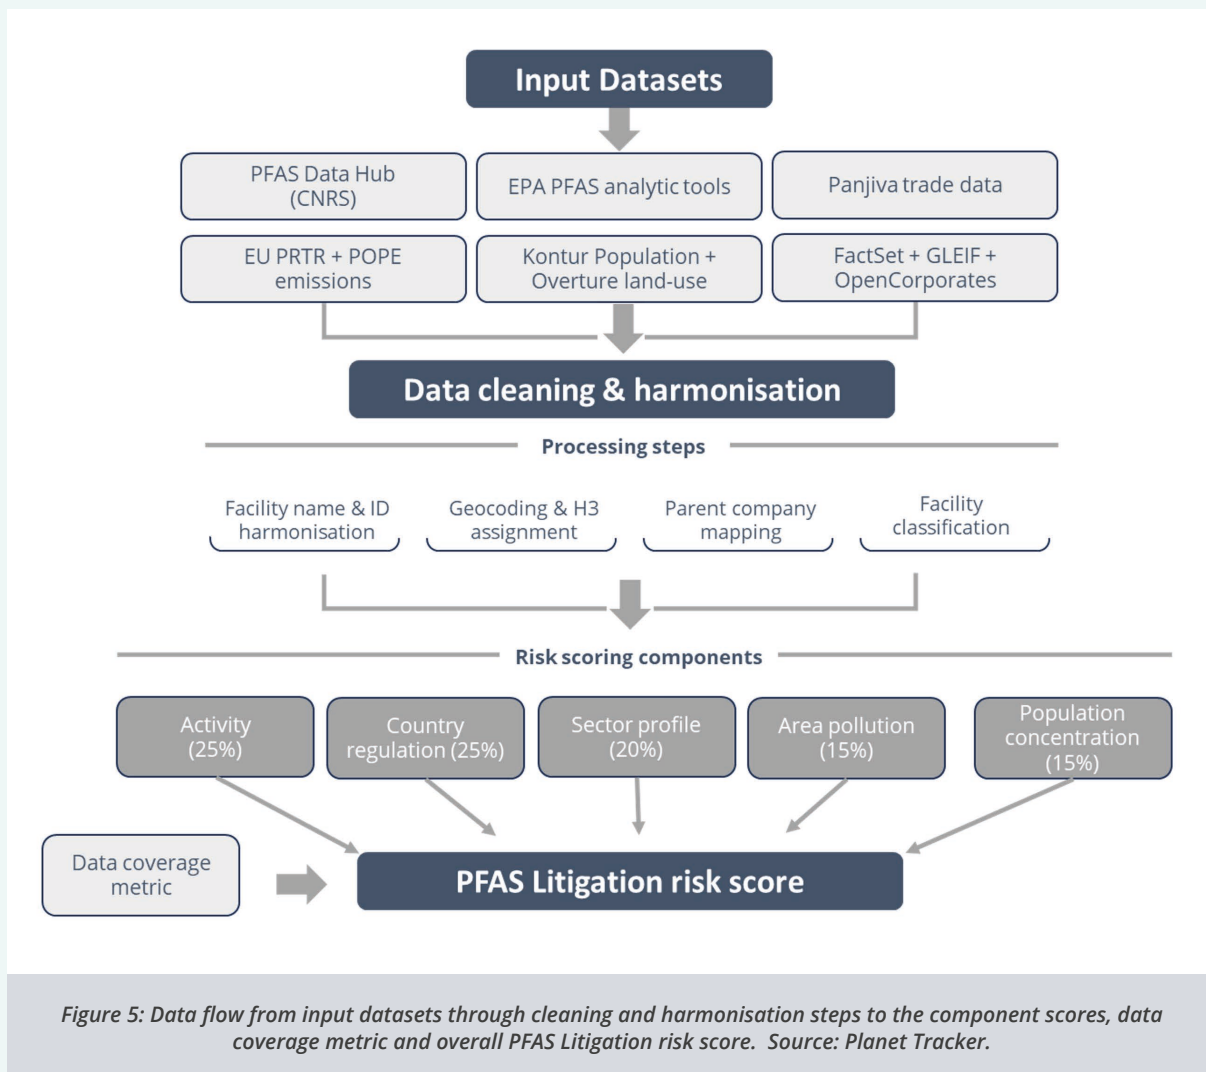 Input Datasets
PFAS Data Hub
(CNRS)
EPA PFAS analytic tools
Panjiva trade data
EU PRTR + POPE
emissions
Kontur Population +
Overture land-use
FactSet + GLEIF +
OpenCorporates
Data cleaning & harmonisation
Processing steps
Facility name & ID
harmonisation
Geocoding & H3
assignment
Parent company
mapping
Facility
classification
Risk scoring components
Activity
(25%)
Country
regulation (25%)
Sector profile
(20%)
Area pollution
(15%)
Population
concentration
(15%)
Data coverage
metric
PFAS Litigation risk score
Figure 5: Data flow from input datasets through cleaning and harmonisation steps to the component scores, data
coverage metric and overall PFAS Litigation risk score.  Source: Planet Tracker.